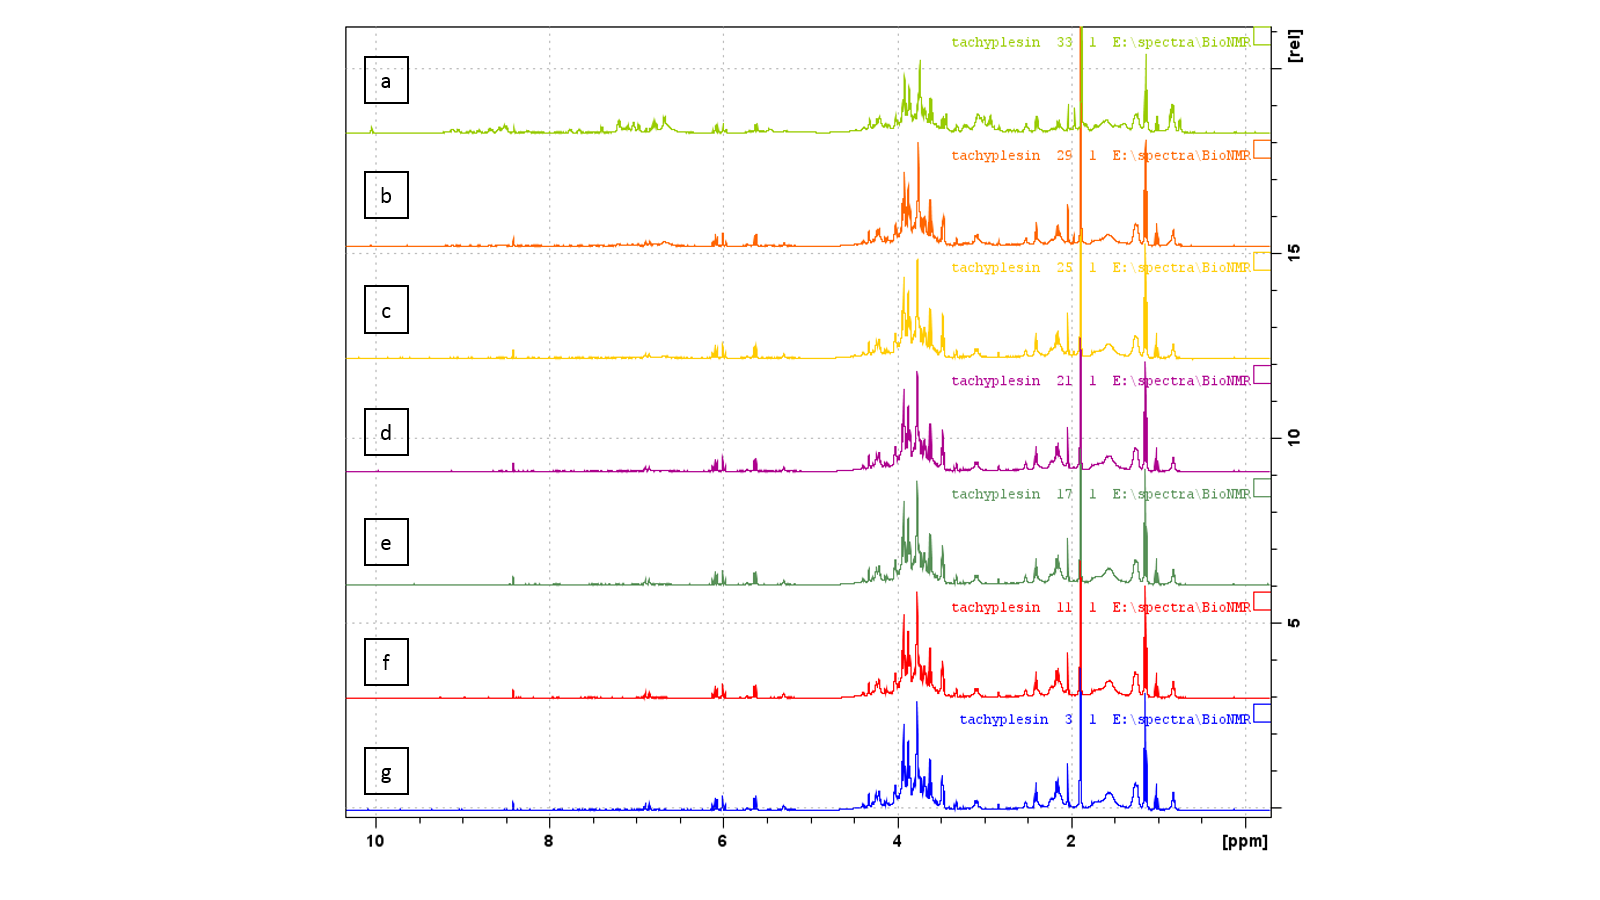 a
tachyplesin 33 1 E:\spectra\BioNMR
[rel]
b
tachyplesin 29 1 E:\spectra\BioNMR
15
c
tachyplesin 25 1 E:\spectra\BioNMR
d
tachyplesin 21 1 E:\spectra\BioNMR
10
e
tachyplesin 17 1 E:\spectra\BioNMR
f
tachyplesin 11 1 E:\spectra\BioNMR
5
g
tachyplesin 3 1 E:\spectra\BioNMR
10 8 6 4 2 [ppm]